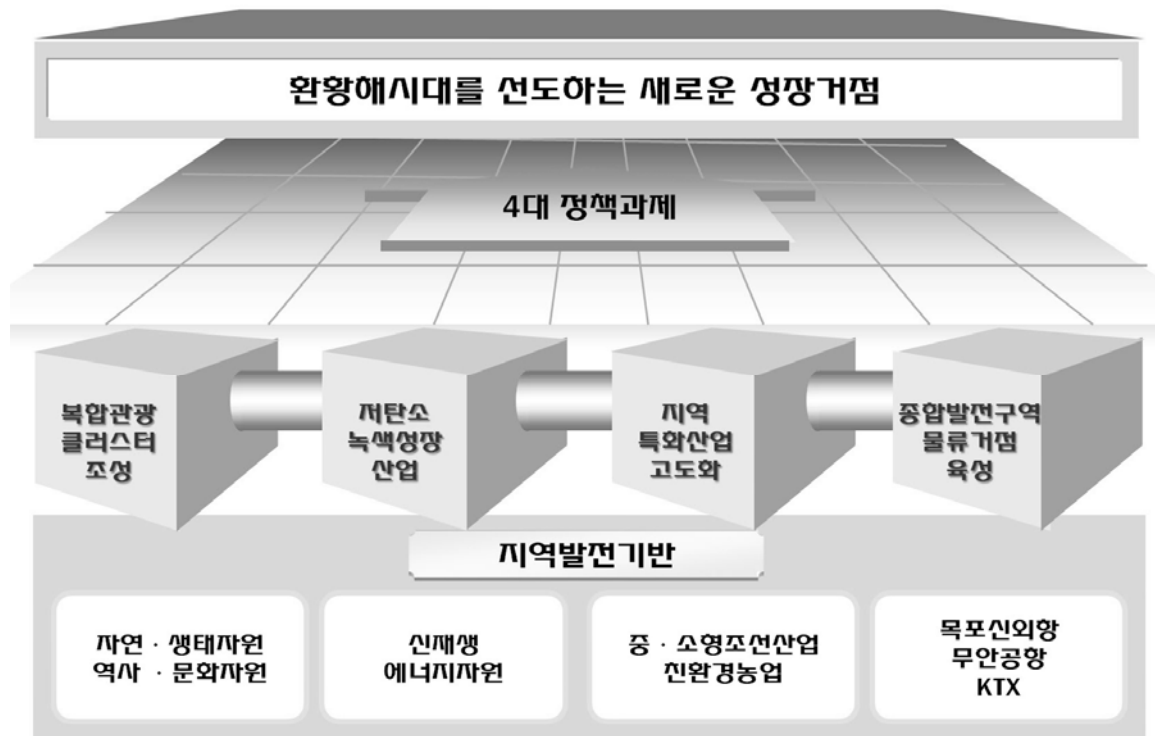 환황해시대를 선도하는 새로운 성장거점
4대 정책과제
복합관광
클러스터
조성
저탄소
녹색성장
산업
지역
특화산업
고도화
종합발전구역
물류거점
육성
지역발전기반
자연 · 생태자원
역사 · 문화자원
신재생
에너지자원
중 · 소형조선산업
친환경농업
목포신외항
무안공항
KTX